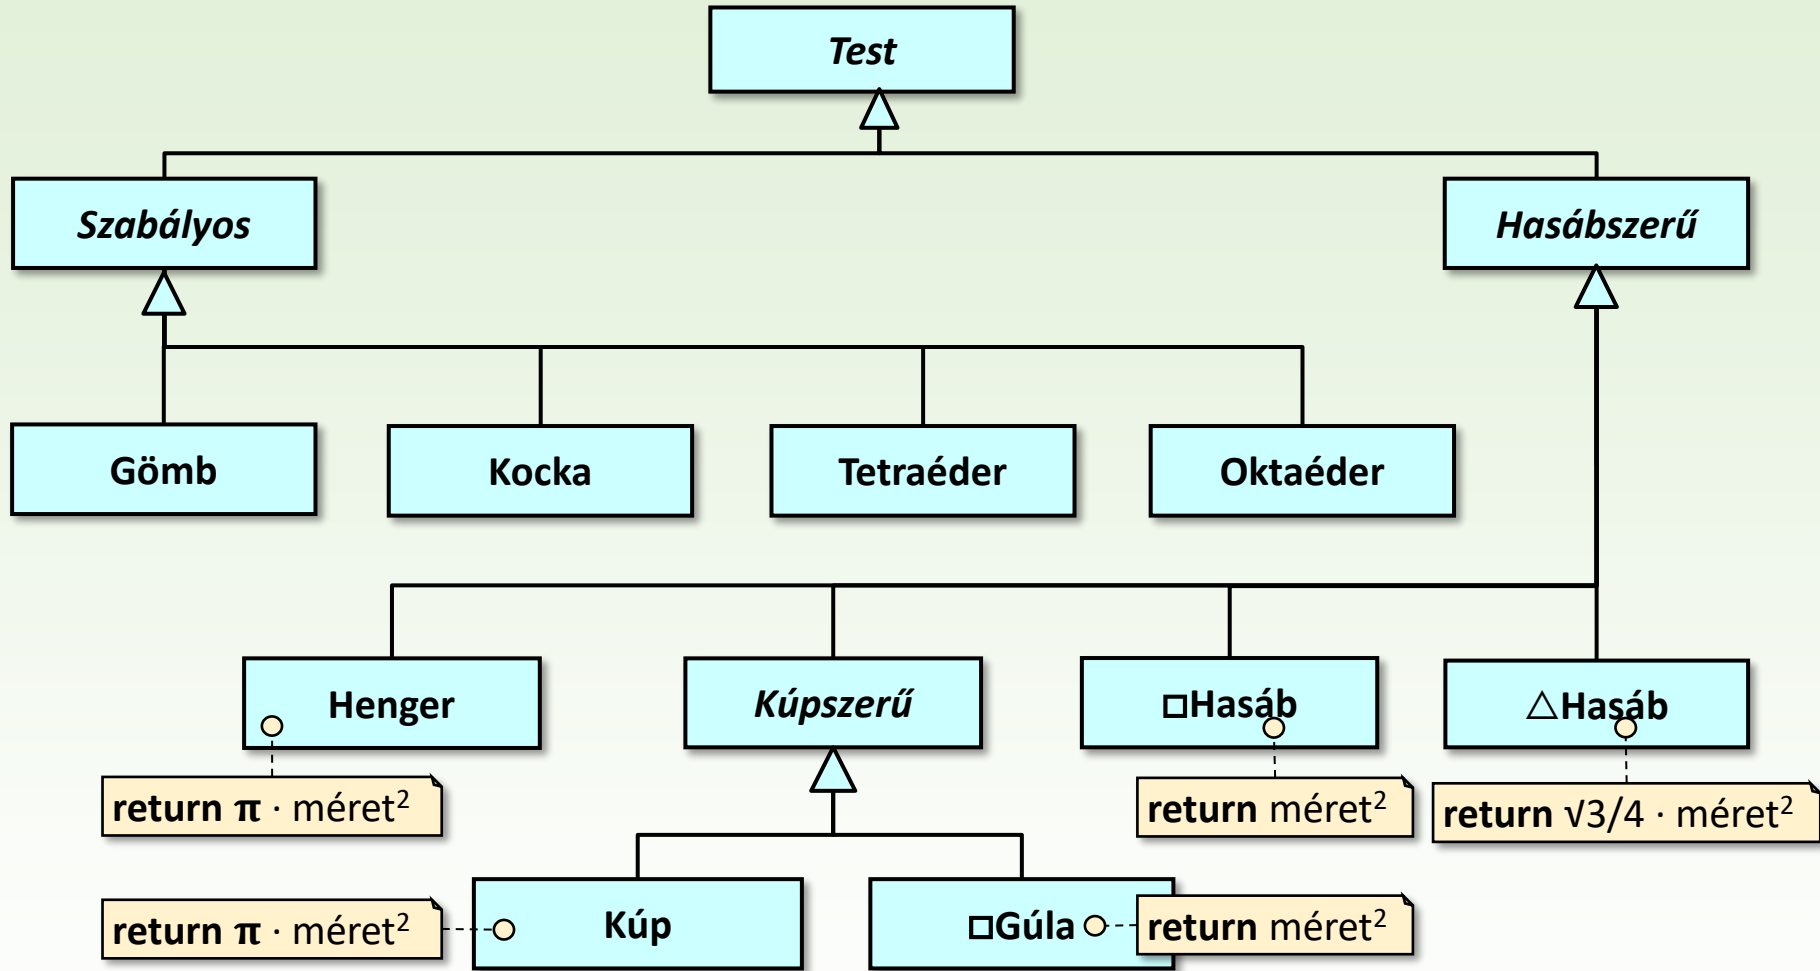 Test
Szabályos
Hasábszerű
Gömb
Kocka
Tetraéder
Oktaéder
Henger
Kúpszerű
□Hasáb
△Hasáb
return π · méret²
return méret²
return √3/4 · méret²
return π · méret²
Kúp
□Gúla
return méret²